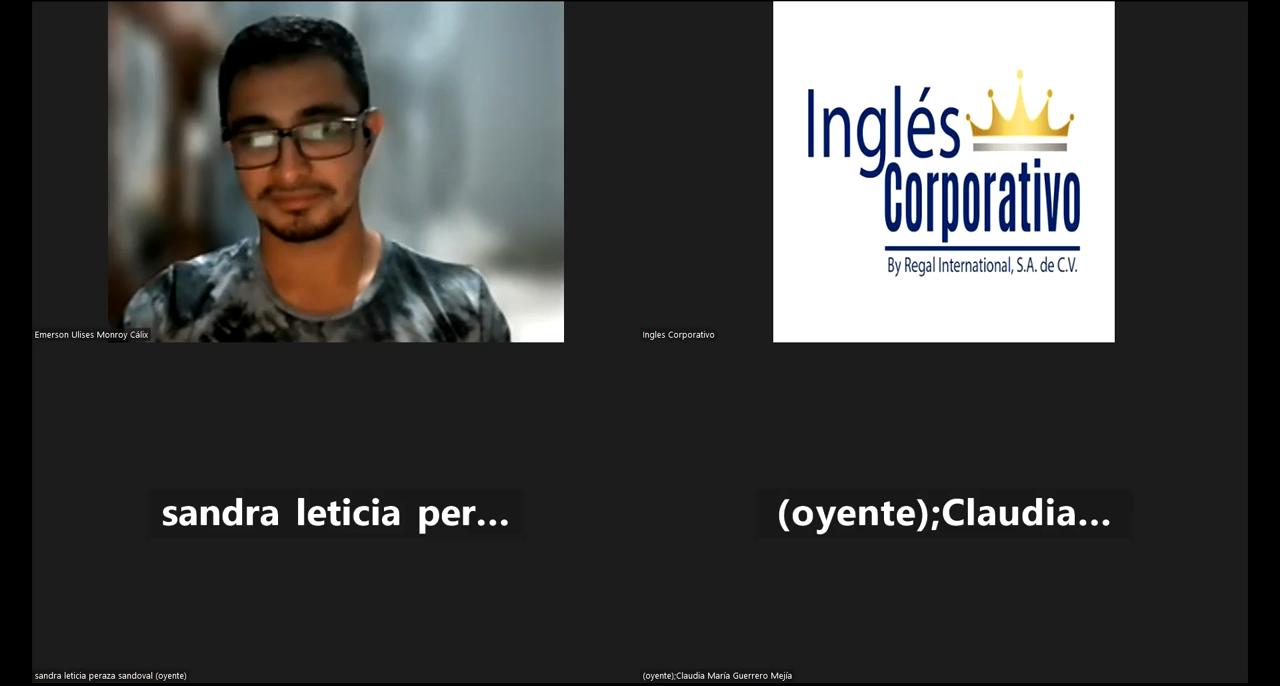 Inglés
Corporativo
By Regal International, S.A. de C.V.
Emerson Ulises Monroy Cálix
Ingles Corporativo
sandra leticia per...
(oyente);Claudia...
sandra leticia peraza sandoval (oyente)
(oyente);Claudia María Guerrero Mejía